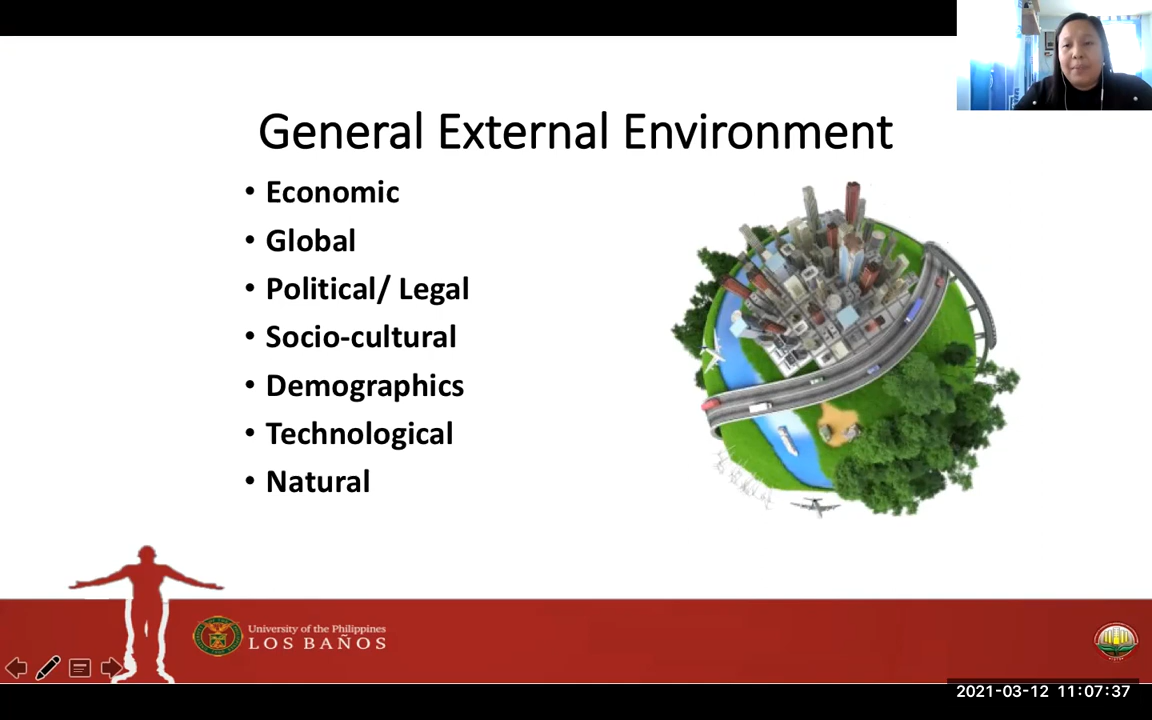 General External Environment
• Economic
• Global
• Political/ Legal
• Socio-cultural
• Demographics
• Technological
• Natural
University of the Philippines
LOS BAÑOS
2021-03-12 11:07:37